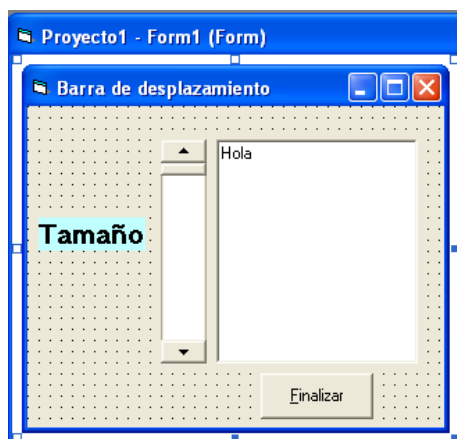 Proyecto1 - Form1 (Form)
Barra de desplazamiento
Hola
Tamaño
Finalizar